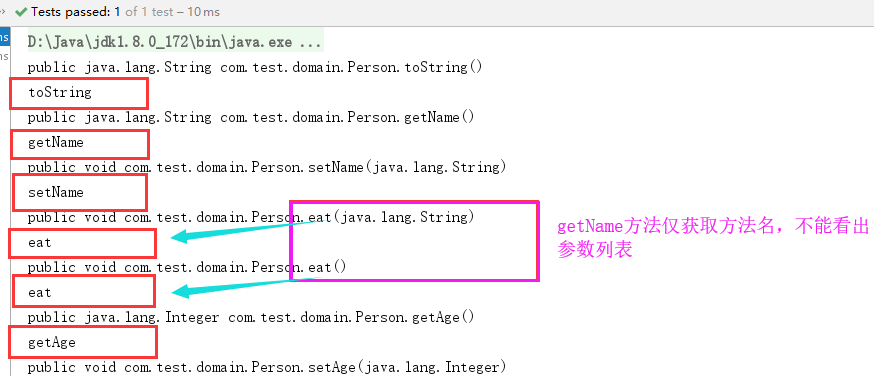 Tests passed: 1 of 1 test – 10 ms
D:\Java\jdk1.8.0_172\bin\java.exe ...
public java.lang.String com.test.domain.Person.toString()
toString
public java.lang.String com.test.domain.Person.getName()
getName
public void com.test.domain.Person.setName(java.lang.String)
setName
public void com.test.domain.Person.eat(java.lang.String)
eat
public void com.test.domain.Person.eat()
eat
public java.lang.Integer com.test.domain.Person.getAge()
getAge
public void com.test.domain.Person.setAge(java.lang.Integer)
getName方法仅获取方法名，不能看出
参数列表
ms
ms